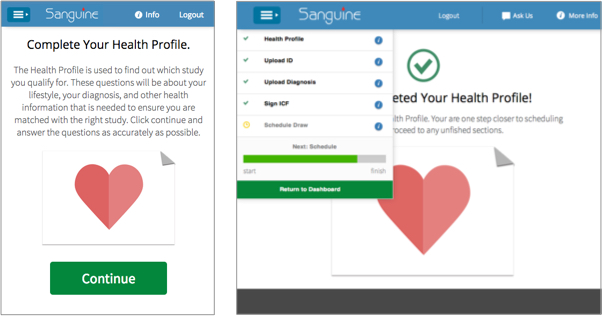 Info
Logout
Complete Your Health Profile.
The Health Profile is used to find out which study
you qualify for. These questions will be about your
lifestyle, your diagnosis, and other health
information that is needed to ensure you are
matched with the right study. Click continue and
answer the questions as accurately as possible.
Continue
Sanguine
Logout
Ask Us
More Info
Health Profile
Upload ID
Upload Diagnosis
Sign ICF
Schedule Draw
Next: Schedule
start
finish
Return to Dashboard
eted Your Health Profile!
lth Profile. Your are one step closer to scheduling
roceed to any unfished sections.